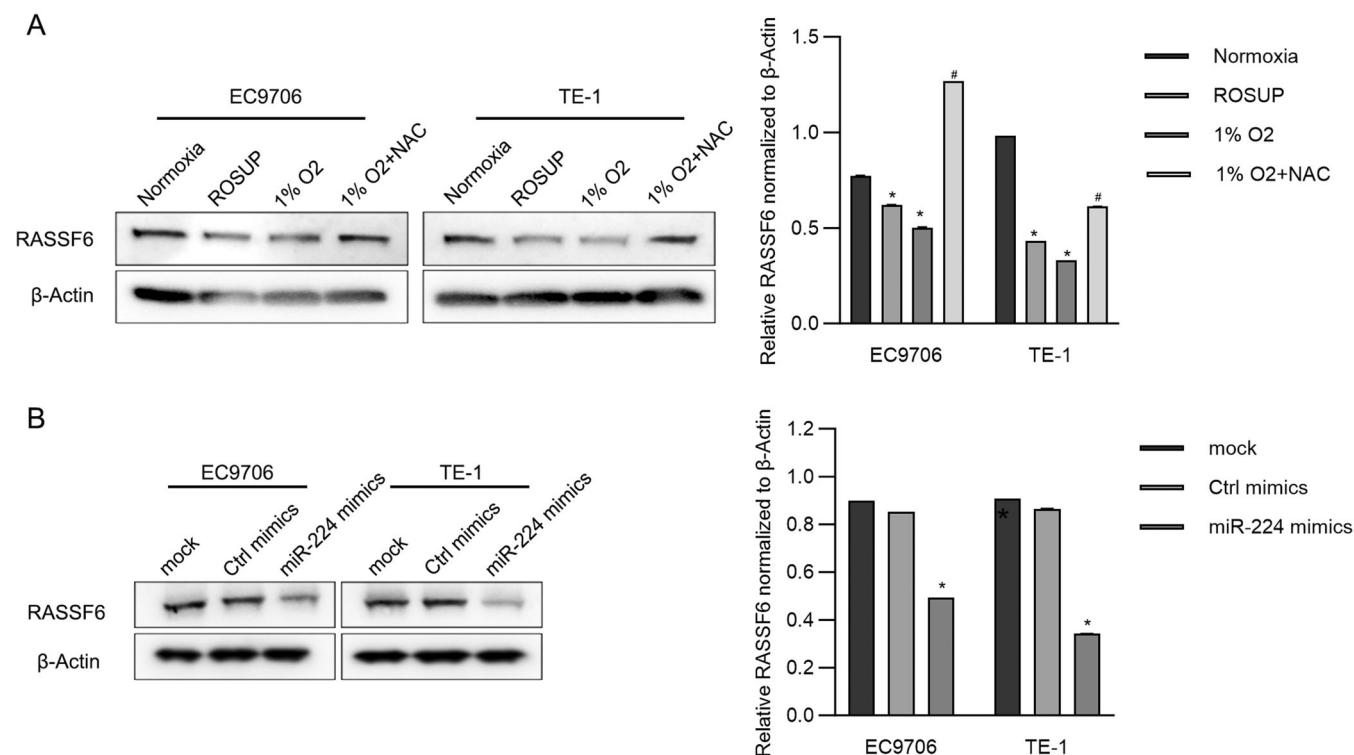 A
EC9706
TE-1
Normoxia
ROSUP
1% O2
1% O2+NAC
Normoxia
ROSUP
1% O2
1% O2+NAC
RASSF6
β-Actin
Relative RASSF6 normalized to β-Actin
1.5
1.0
0.5
0.0
*
*
#
*
*
#
EC9706
TE-1
Normoxia
ROSUP
1% O2
1% O2+NAC
B
EC9706
TE-1
mock
Ctrl mimics
miR-224 mimics
mock
Ctrl mimics
miR-224 mimics
RASSF6
β-Actin
Relative RASSF6 normalized to β-Actin
1.2
1.0
0.8
0.6
0.4
0.2
0.0
*
*
*
EC9706
TE-1
mock
Ctrl mimics
miR-224 mimics